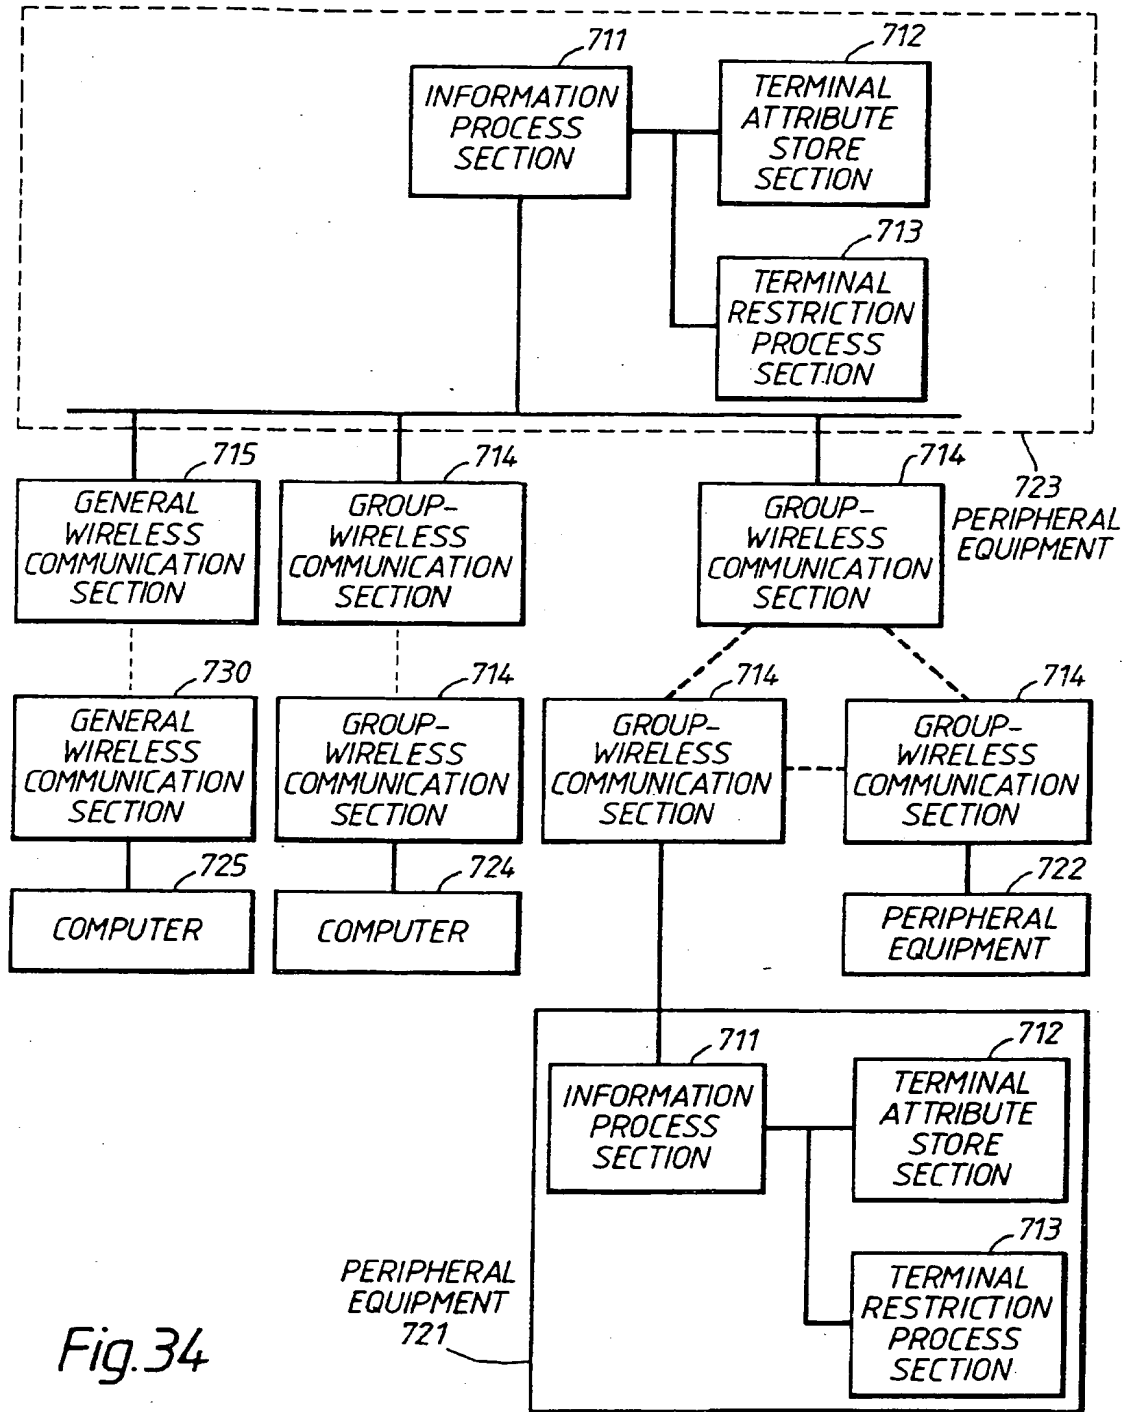 711
INFORMATION
PROCESS
SECTION
712
TERMINAL
ATTRIBUTE
STORE
SECTION
713
TERMINAL
RESTRICTION
PROCESS
SECTION
715
GENERAL
WIRELESS
COMMUNICATION
SECTION
714
GROUP-
WIRELESS
COMMUNICATION
SECTION
714
GROUP-
WIRELESS
COMMUNICATION
SECTION
723
PERIPHERAL
EQUIPMENT
730
GENERAL
WIRELESS
COMMUNICATION
SECTION
714
GROUP-
WIRELESS
COMMUNICATION
SECTION
714
GROUP-
WIRELESS
COMMUNICATION
SECTION
714
GROUP-
WIRELESS
COMMUNICATION
SECTION
725
COMPUTER
724
COMPUTER
722
PERIPHERAL
EQUIPMENT
711
INFORMATION
PROCESS
SECTION
712
TERMINAL
ATTRIBUTE
STORE
SECTION
713
TERMINAL
RESTRICTION
PROCESS
SECTION
PERIPHERAL
EQUIPMENT
721
Fig.34